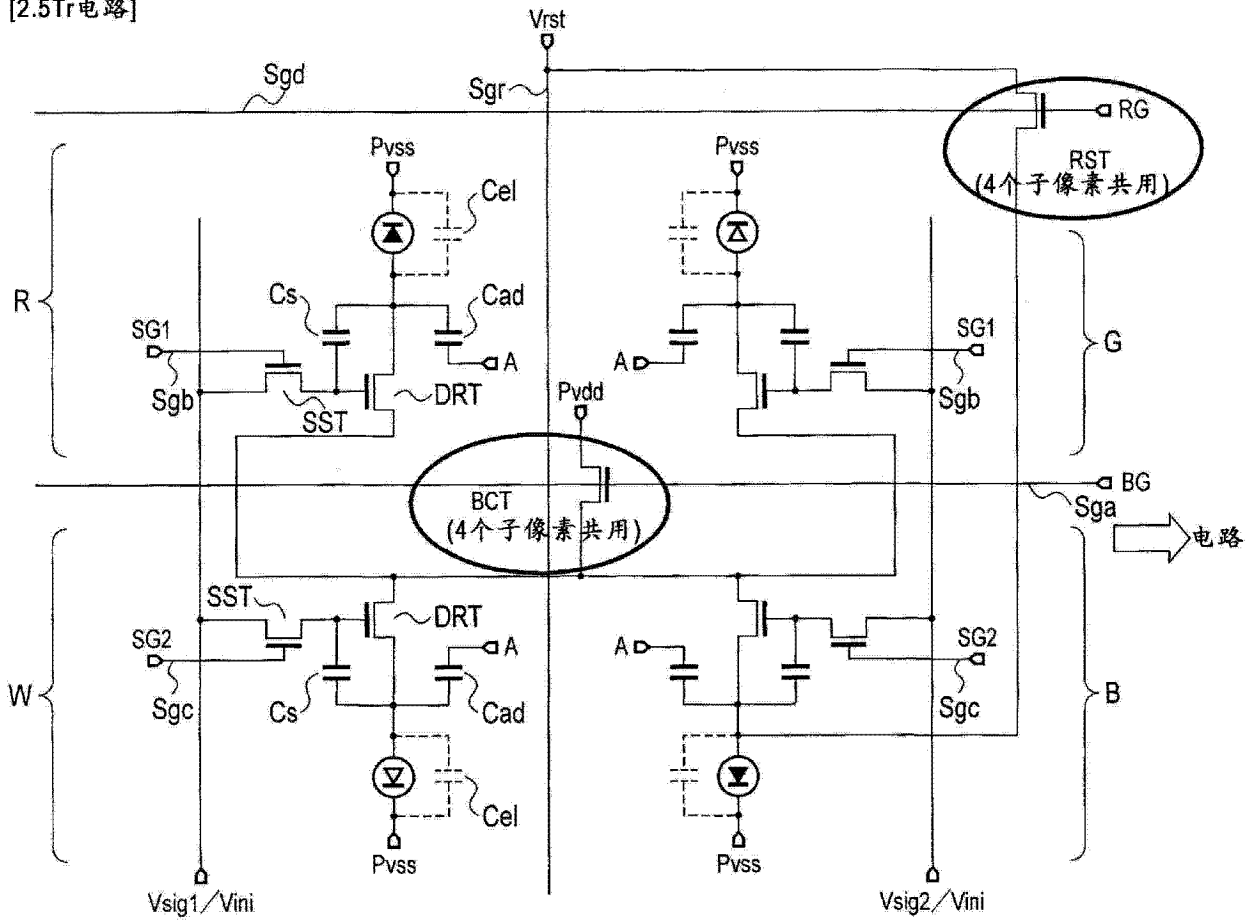 [2.5Tr电路]
Vrst
Sgd
Sgr
RG
RST
(4个子像素共用)
Pvss
Pvss
Cel
R
Cs
Cad
SG1
SG1
G
A
A
Sgb
SST
DRT
Pvdd
Sgb
BCT
(4个子像素共用)
BG
Sga
电路
SST
DRT
SG2
A
A
SG2
W
Sgc
Cs
Cad
Sgc
B
Cel
Pvss
Pvss
Vsig1/Vini
Vsig2/Vini